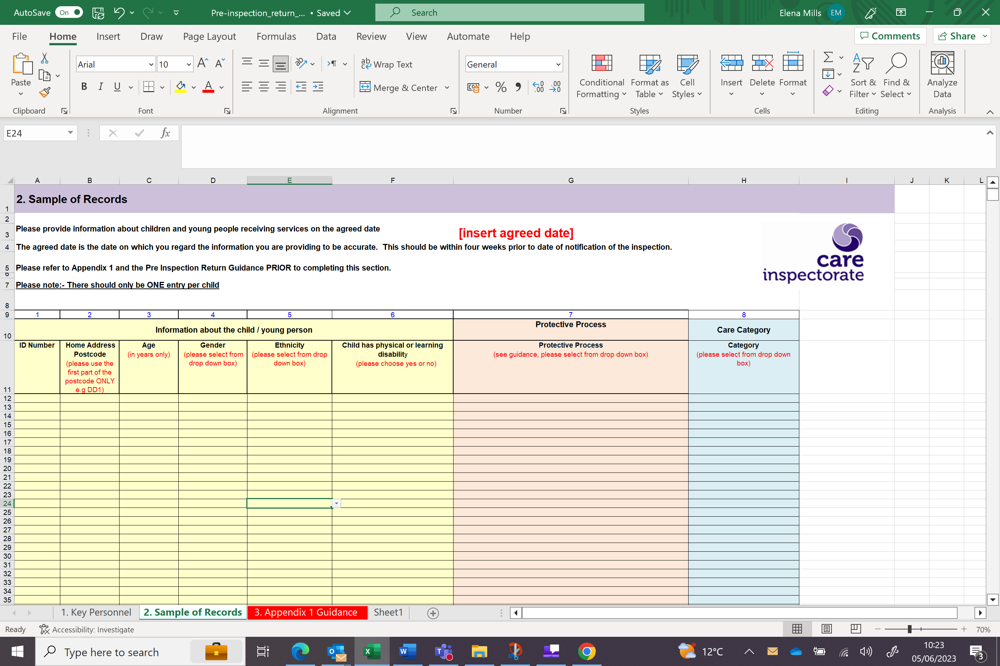 AutoSave On Pre-inspection_return_... • Saved Search Elena Mills EM
File Home Insert Draw Page Layout Formulas Data Review View Automate Help Comments Share
Paste Arial 10 Wrap Text General Conditional Formatting Format as Table Cell Styles Insert Delete Format Sort & Filter Find & Select Analyze Data
B I U Merge & Center
Clipboard Font Alignment Number Styles Cells Editing Analysis
E24 fx
A B C D E F G H I J K L
1 2. Sample of Records
2
3 Please provide information about children and young people receiving services on the agreed date [insert agreed date]
4 The agreed date is the date on which you regard the information you are providing to be accurate. This should be within four weeks prior to date of notification of the inspection.
care
inspectorate
5 Please refer to Appendix 1 and the Pre Inspection Return Guidance PRIOR to completing this section.
6
7 Please note:- There should only be ONE entry per child
8
9 1 2 3 4 5 6 7 8
10 Information about the child / young person Protective Process Care Category
11 ID Number
Home Address Postcode
(please use the first part of the postcode ONLY e.g DD1)
Age
(in years only)
Gender
(please select from drop down box)
Ethnicity
(please select from drop down box)
Child has physical or learning disability
(please choose yes or no)
Protective Process
(see guidance, please select from drop down box)
Category
(please select from drop down box)
12
13
14
15
16
17
18
19
20
21
22
23
24
25
26
27
28
29
30
31
32
33
34
35
1. Key Personnel 2. Sample of Records 3. Appendix 1 Guidance Sheet1
Ready Accessibility: Investigate 70%
Type here to search 12°C 10:23
05/06/2023 3